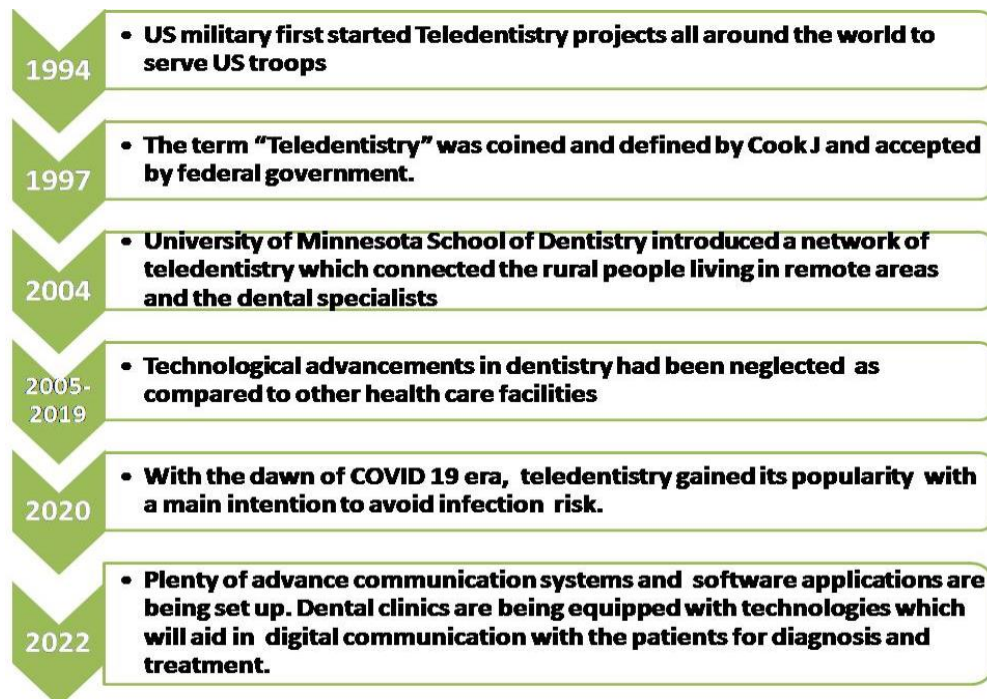 1994
• US military first started Teledentistry projects all around the world to
serve US troops
1997
• The term “Teledentistry” was coined and defined by Cook J and accepted
by federal government.
2004
• University of Minnesota School of Dentistry introduced a network of
teledentistry which connected the rural people living in remote areas
and the dental specialists
2005-
2019
• Technological advancements in dentistry had been neglected as
compared to other health care facilities
2020
• With the dawn of COVID 19 era, teledentistry gained its popularity with
a main intention to avoid infection risk.
2022
• Plenty of advance communication systems and software applications are
being set up. Dental clinics are being equipped with technologies which
will aid in digital communication with the patients for diagnosis and
treatment.